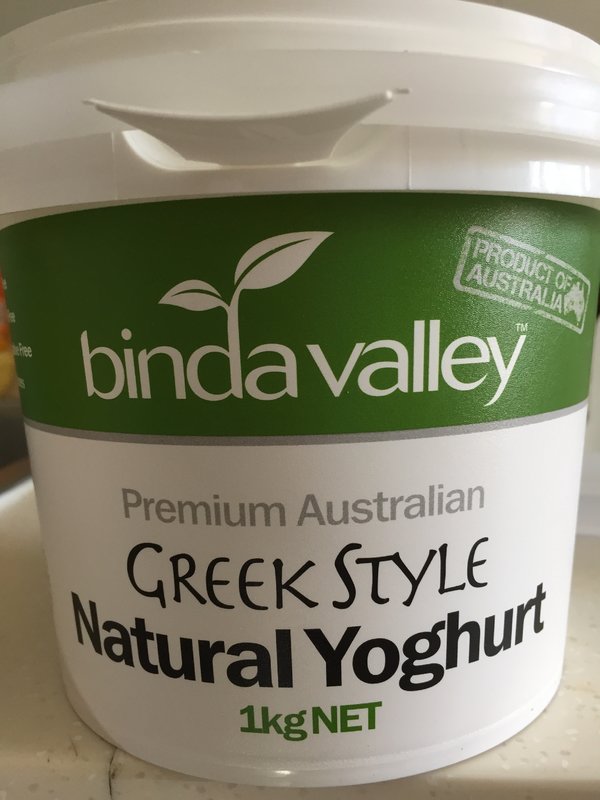 PRODUCT OF
AUSTRALIA
binda valley™
Premium Australian
GREEK STYLE
Natural Yoghurt
1kg NET